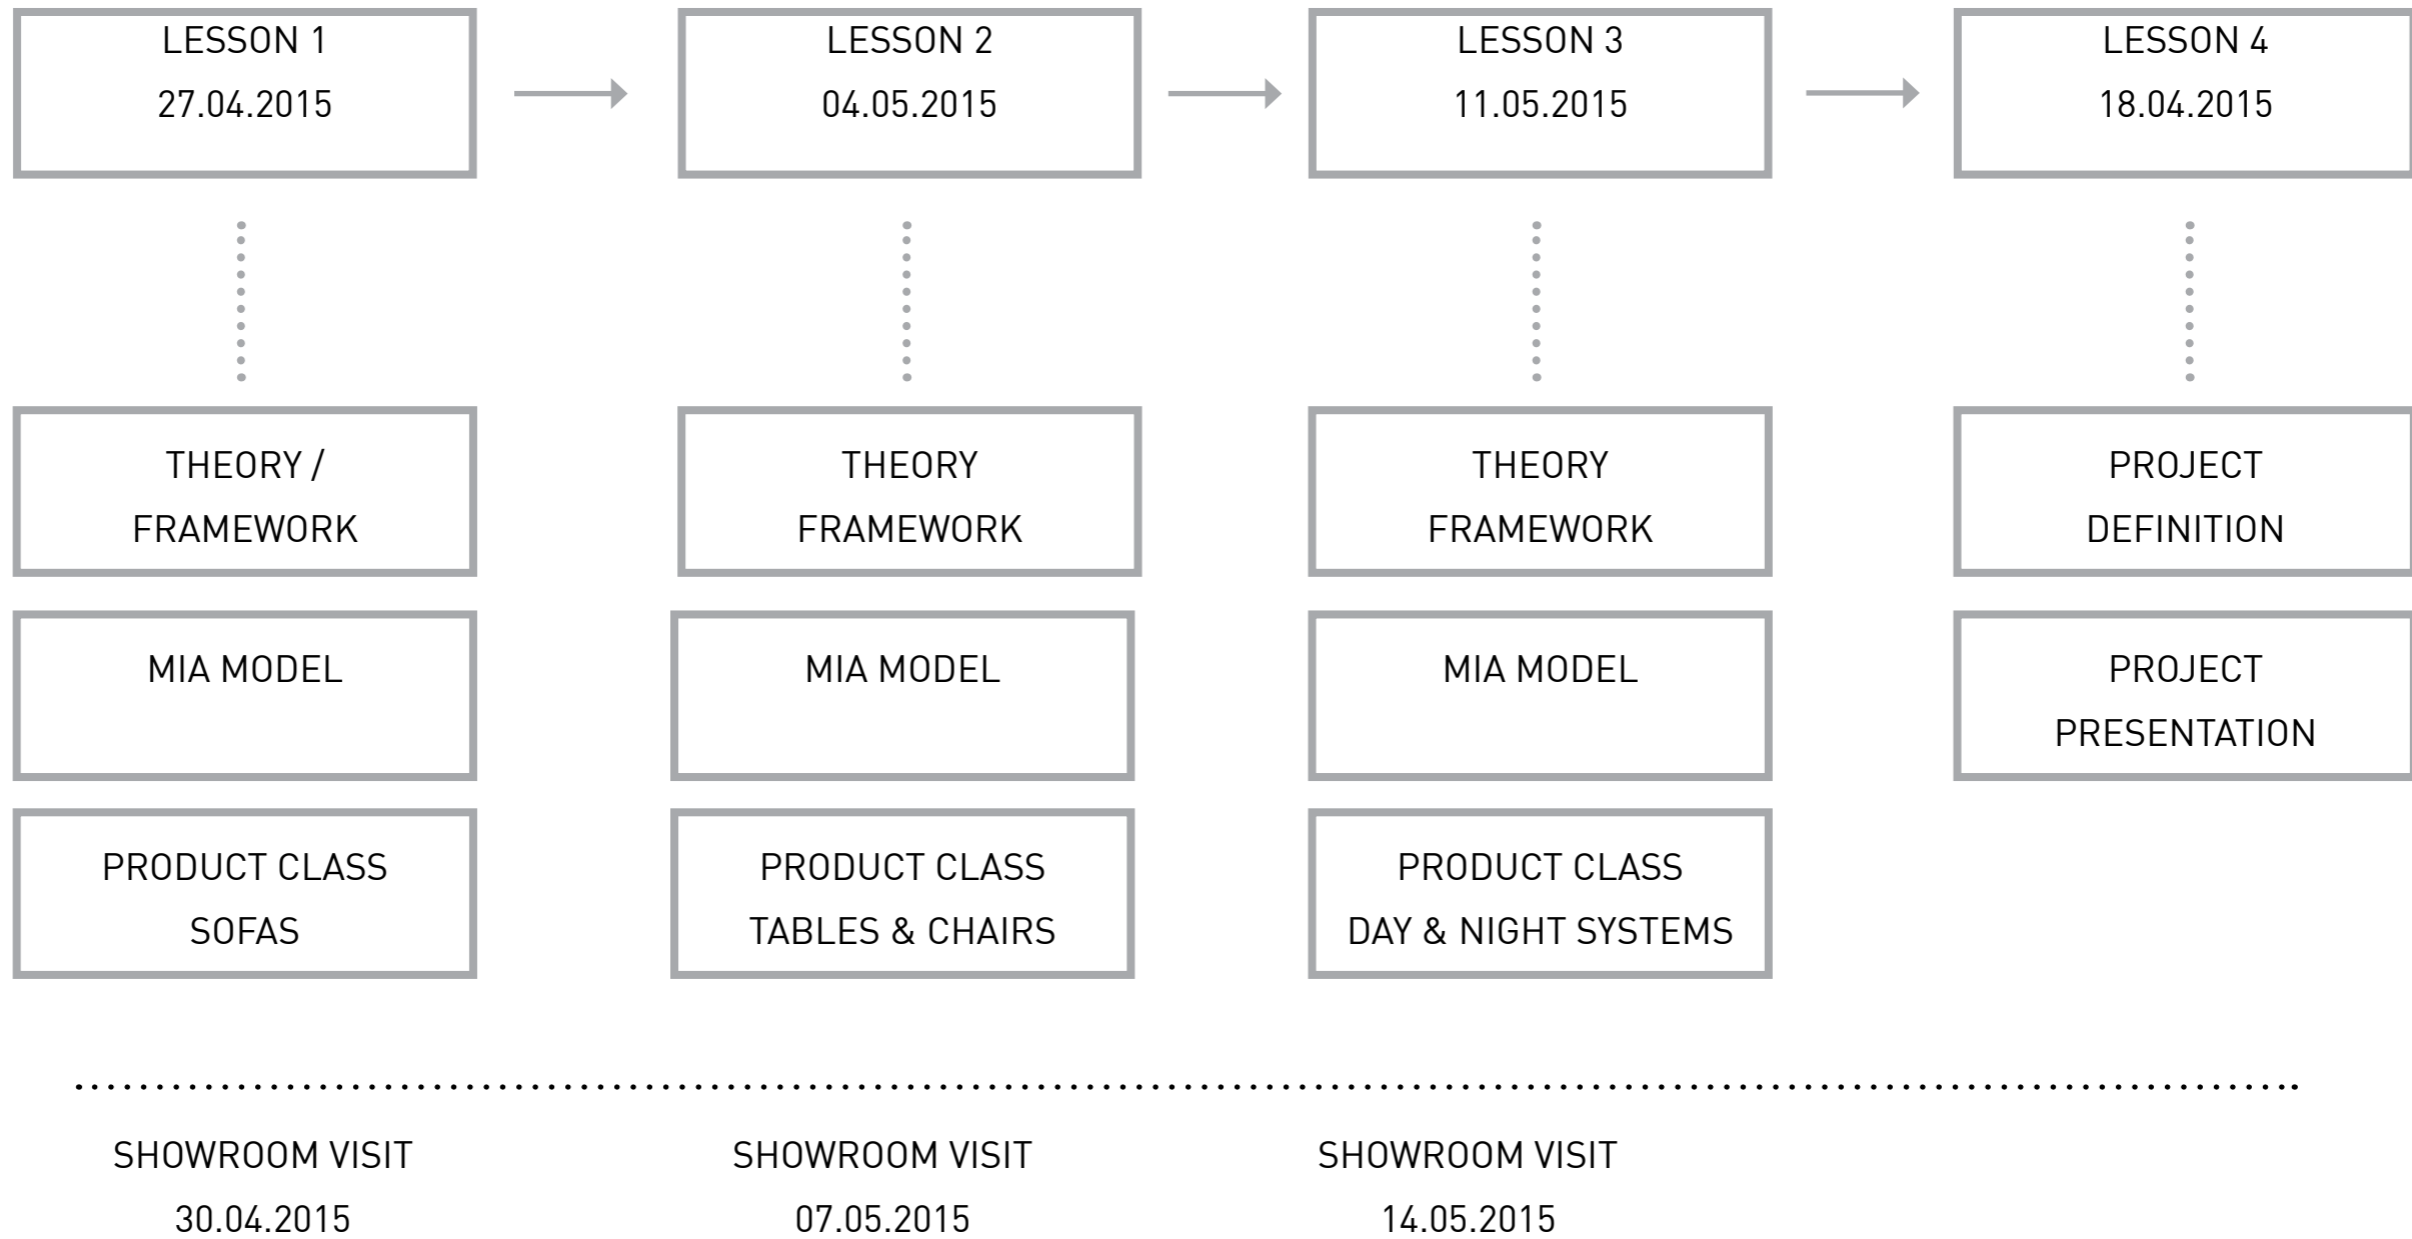 LESSON 1
27.04.2015
LESSON 2
04.05.2015
LESSON 3
11.05.2015
LESSON 4
18.04.2015
THEORY /
FRAMEWORK
THEORY
FRAMEWORK
THEORY
FRAMEWORK
PROJECT
DEFINITION
MIA MODEL
MIA MODEL
MIA MODEL
PROJECT
PRESENTATION
PRODUCT CLASS
SOFAS
PRODUCT CLASS
TABLES & CHAIRS
PRODUCT CLASS
DAY & NIGHT SYSTEMS
SHOWROOM VISIT
30.04.2015
SHOWROOM VISIT
07.05.2015
SHOWROOM VISIT
14.05.2015